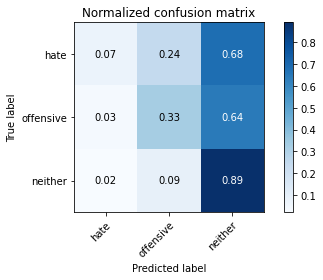 Normalized confusion matrix
True label
hate
0.07 0.24 0.68
offensive
0.03 0.33 0.64
neither
0.02 0.09 0.89
hate
offensive
neither
Predicted label
0.8
0.7
0.6
0.5
0.4
0.3
0.2
0.1